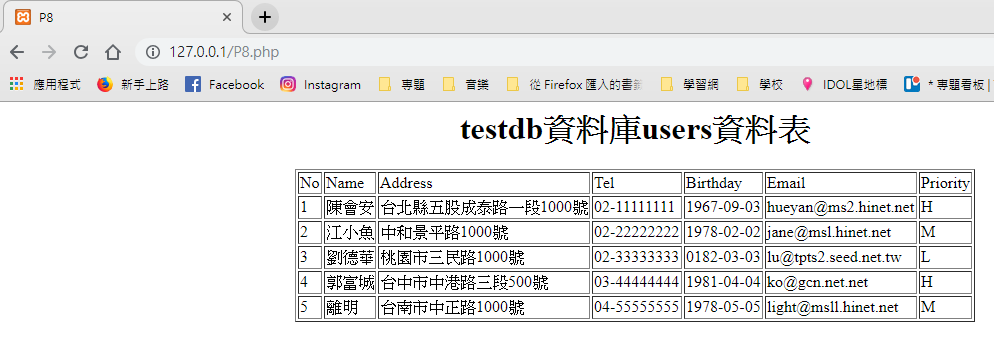 P8
127.0.0.1/P8.php
應用程式 新手上路 Facebook Instagram 專題 音樂 從 Firefox 匯入的書籤 學習網 學校 IDOL星地標 * 專題看板 |
testdb資料庫users資料表
No Name Address Tel Birthday Email Priority
1 陳會安 台北縣五股成泰路一段1000號 02-11111111 1967-09-03 hueyan@ms2.hinet.net H
2 江小魚 中和景平路1000號 02-22222222 1978-02-02 jane@msl.hinet.net M
3 劉德華 桃園市三民路1000號 02-33333333 0182-03-03 lu@tpts2.seed.net.tw L
4 郭富城 台中市中港路三段500號 03-44444444 1981-04-04 ko@gcn.net.net H
5 離明 台南市中正路1000號 04-55555555 1978-05-05 light@msll.hinet.net M